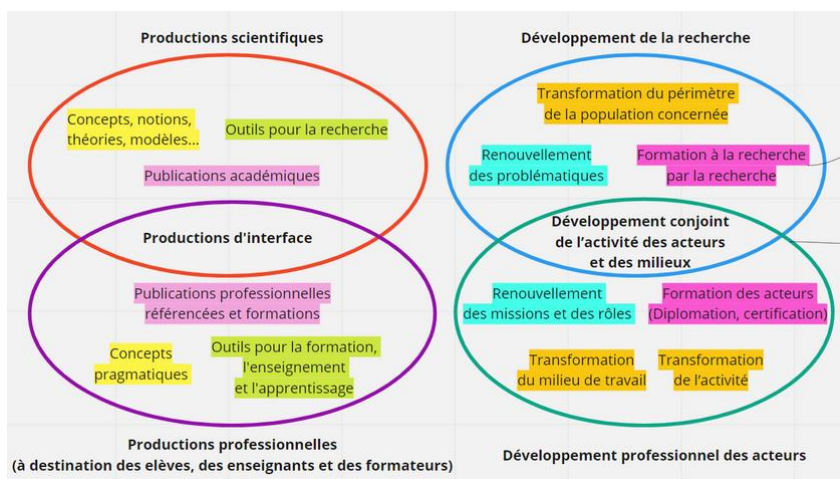 Productions scientifiques
Concepts, notions,
théories, modèles...
Outils pour la recherche
Publications académiques
Productions d'interface
Publications professionnelles
référencées et formations
Concepts
pragmatiques
Outils pour la formation,
l'enseignement
et l'apprentissage
Productions professionnelles
(à destination des elèves, des enseignants et des formateurs)
Développement de la recherche
Transformation du périmètre
de la population concernée
Renouvellement
des problématiques
Formation à la recherche
par la recherche
Développement conjoint
de l'activité des acteurs
et des milieux
Renouvellement
des missions et des rôles
Formation des acteurs
(Diplomation, certification)
Transformation
du milieu de travail
Transformation
de l'activité
Développement professionnel des acteurs